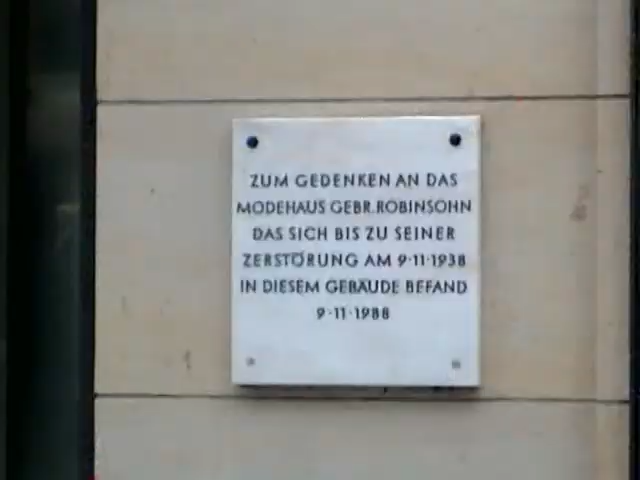 ZUM GEDENKEN AN DAS
MODEHAUS GEBR. ROBINSOHN
DAS SICH BIS ZU SEINER
ZERSTÖRUNG AM 9·11·1938
IN DIESEM GEBÄUDE BEFAND
9·11·1988